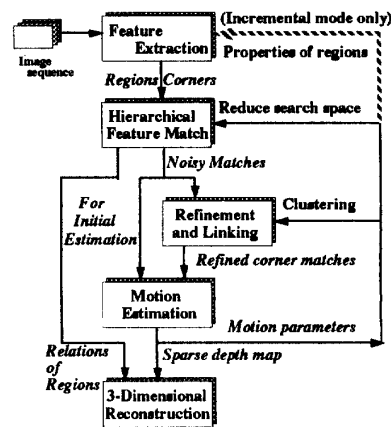 (Incremental mode only)
Feature
Extraction
Image
sequence
Properties of regions
Regions Corners
Reduce search space
Hierarchical
Feature Match
Noisy Matches
For
Initial
Estimation
Clustering
Refinement
and Linking
Refined corner matches
Motion
Estimation
Motion parameters
Sparse depth map
Relations
of
Regions
3-Dimensional
Reconstruction